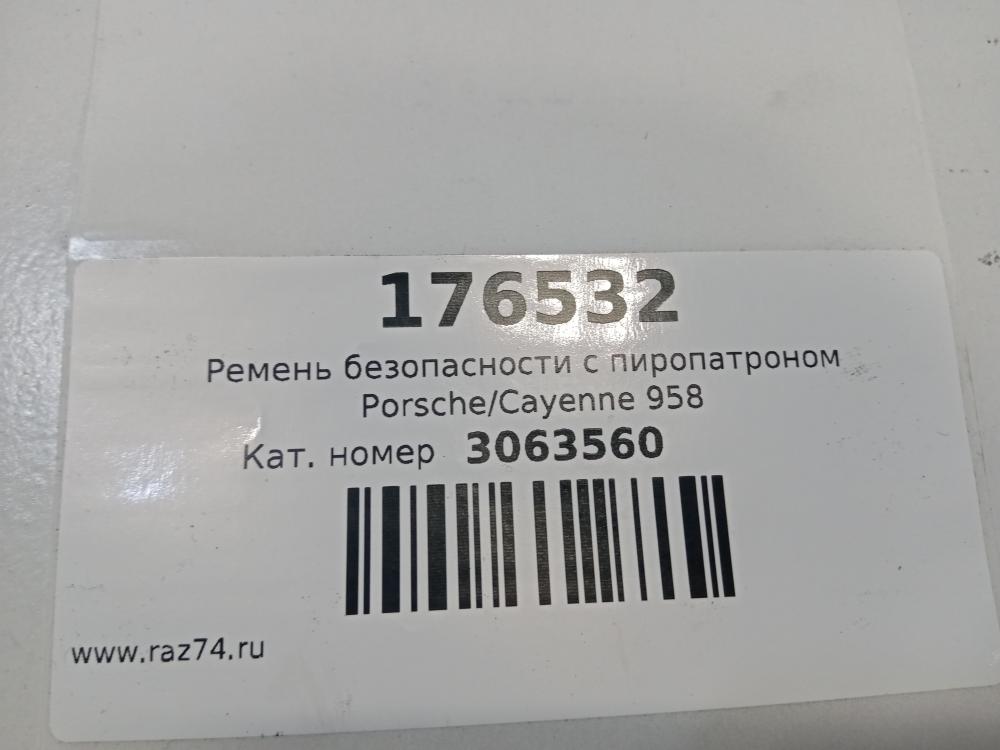 176532
Ремень безопасности с пиропатроном
Porsche/Cayenne 958
Кат. номер 3063560
www.raz74.ru